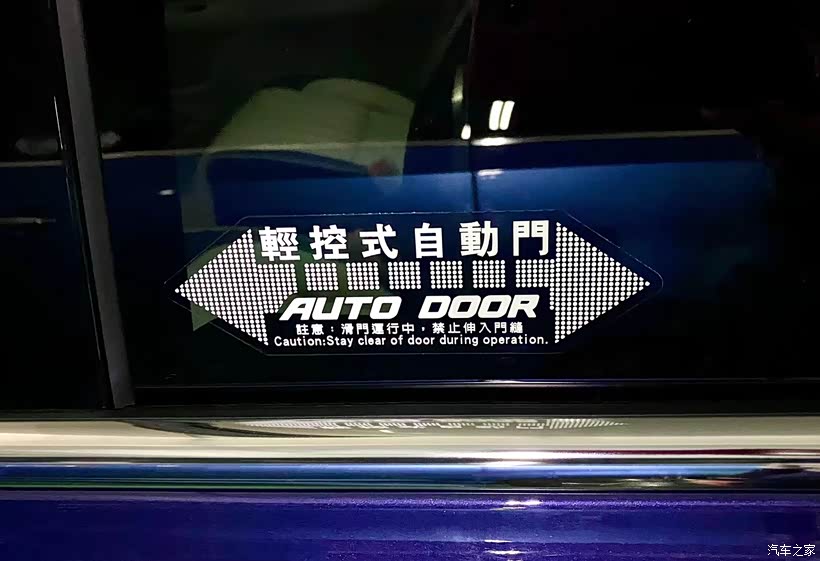 輕控式自動門
AUTO DOOR
註意：滑門運行中，禁止伸入門縫
Caution:Stay clear of door during operation.
汽车之家